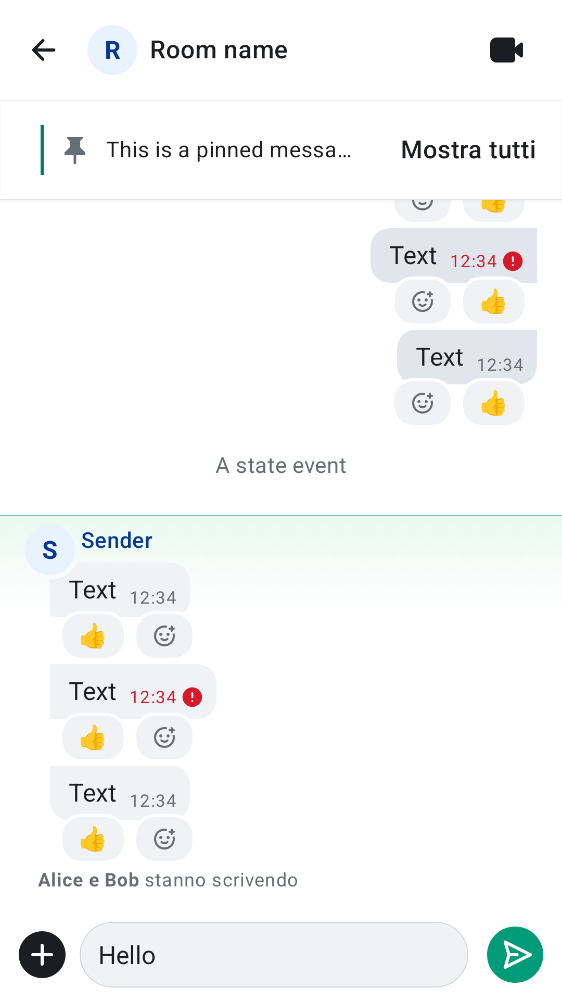 R Room name
This is a pinned messa… Mostra tutti
Text 12:34
Text 12:34
A state event
S Sender
Text 12:34
Text 12:34
Text 12:34
Alice e Bob stanno scrivendo
Hello